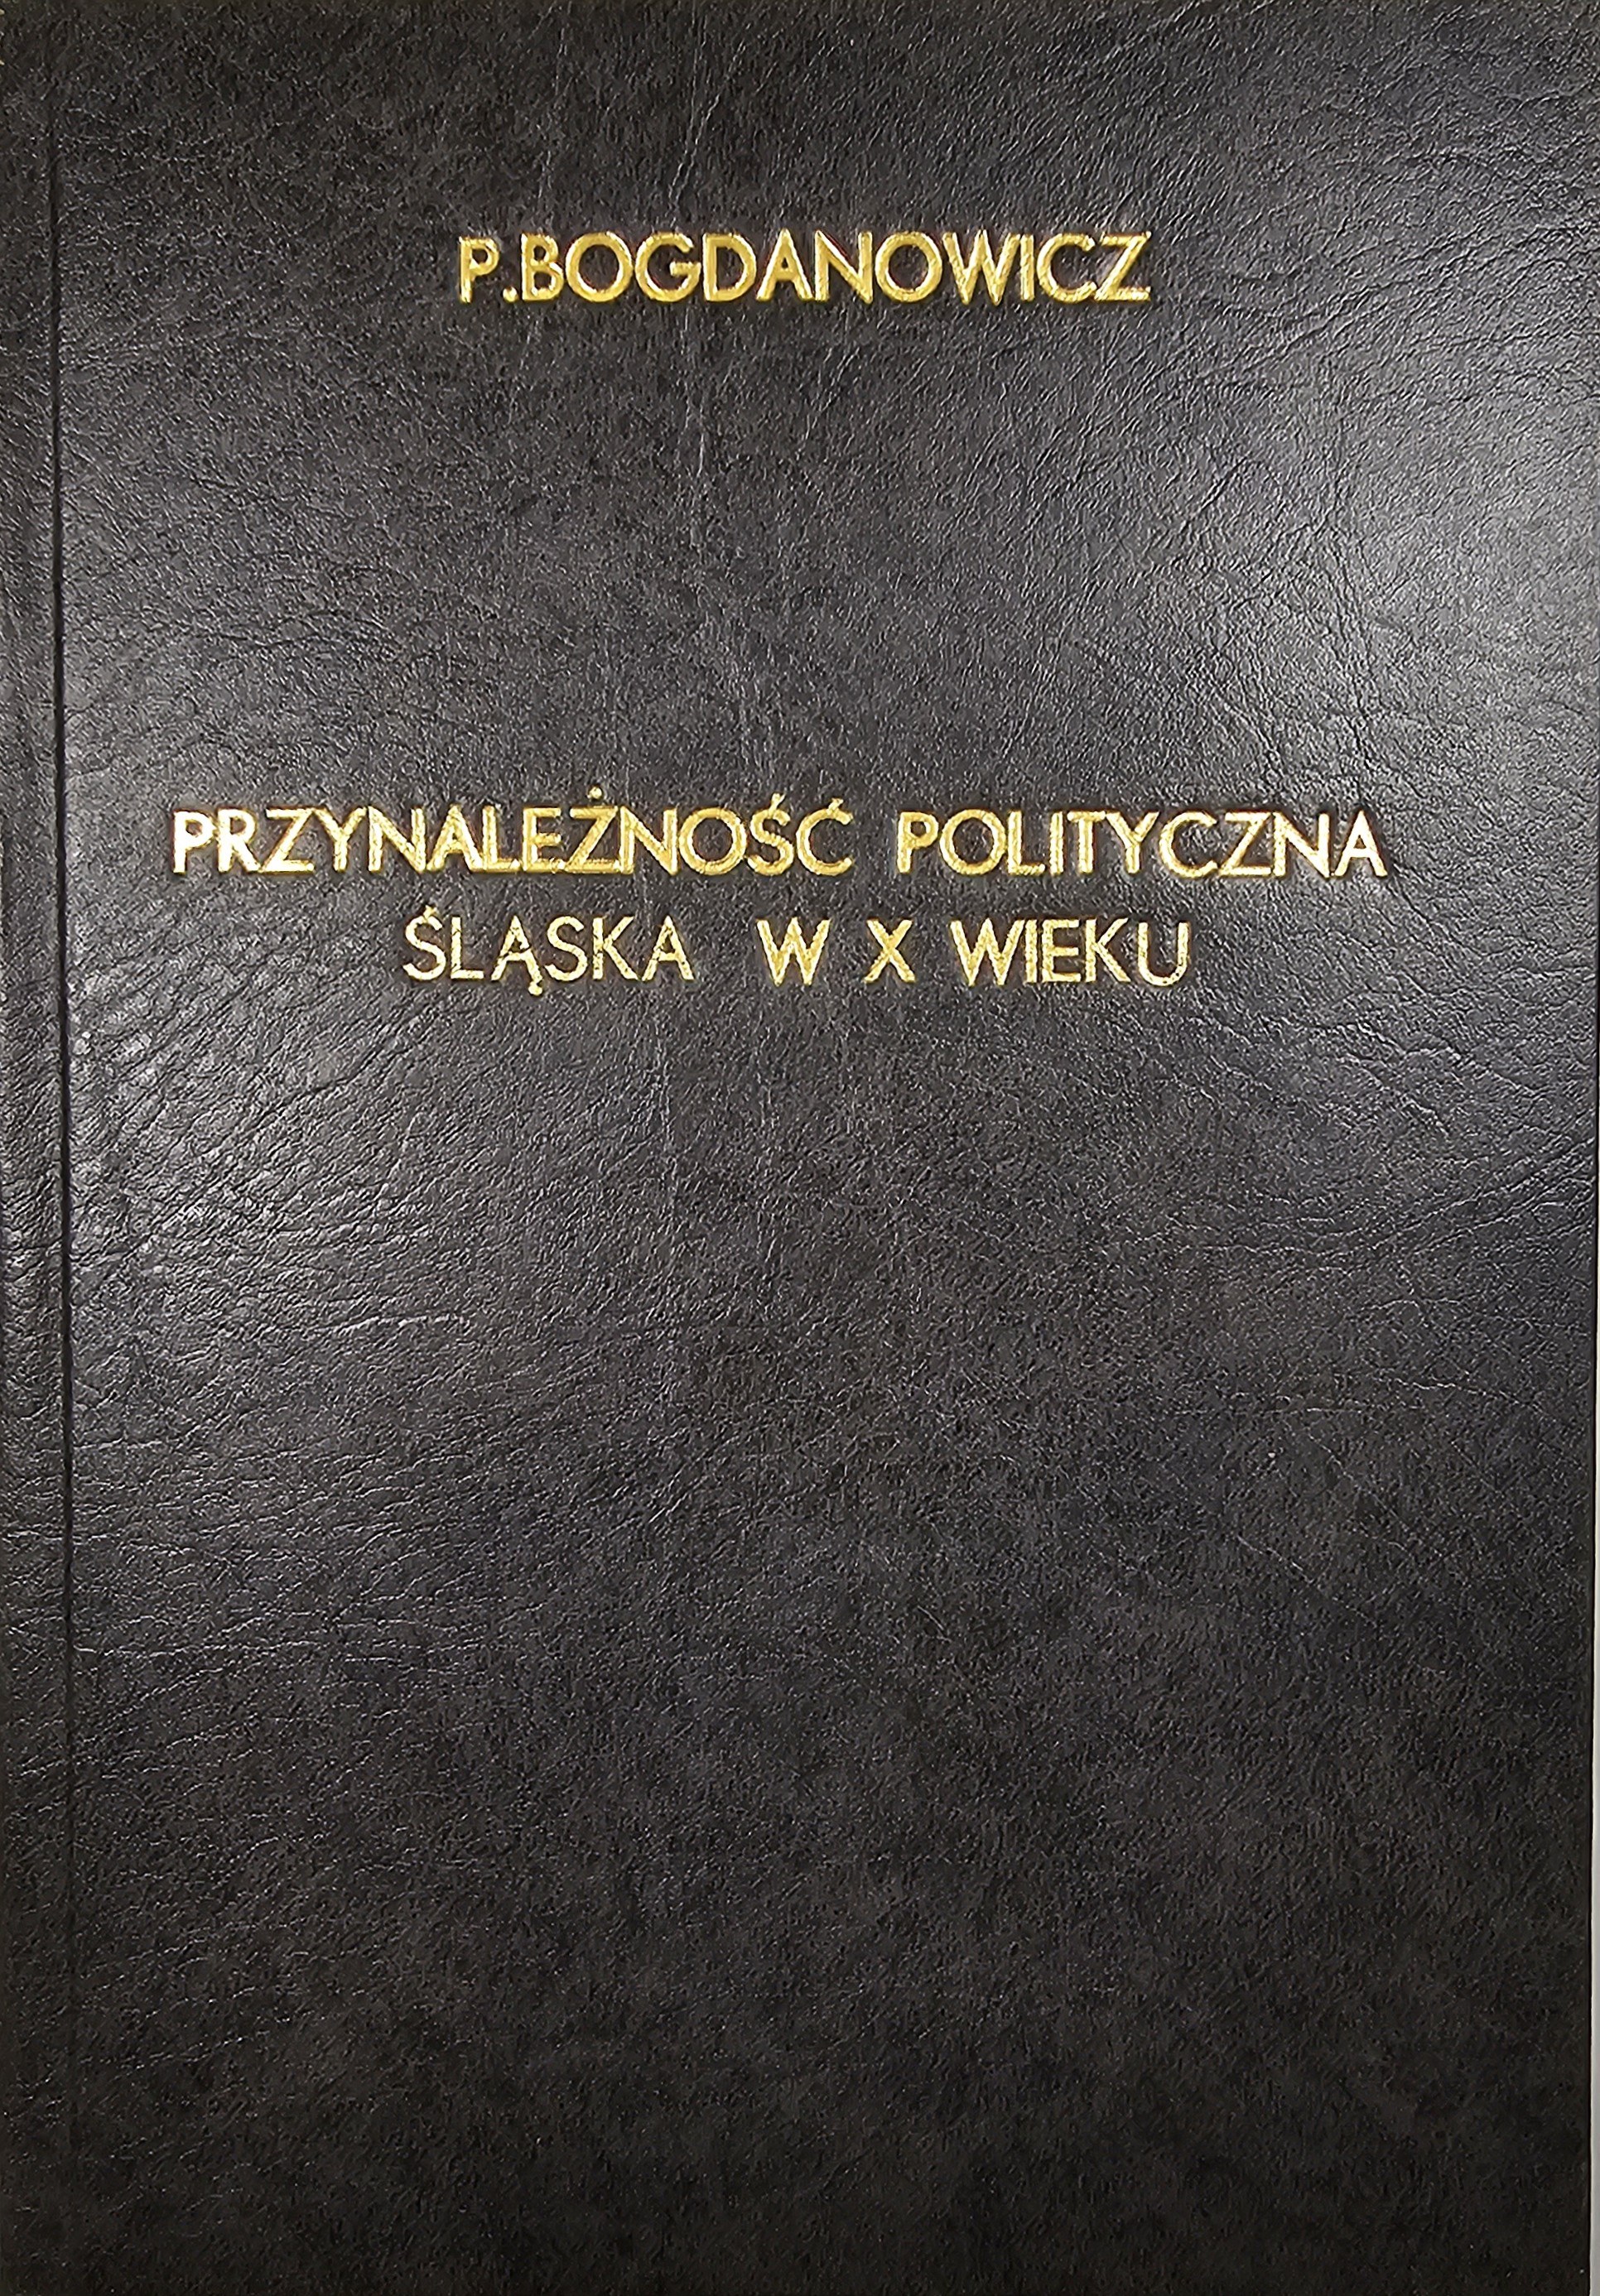 P.BOGDANOWICZ
PRZYNALEŻNOŚĆ POLITYCZNA
ŚLĄSKA W X WIEKU